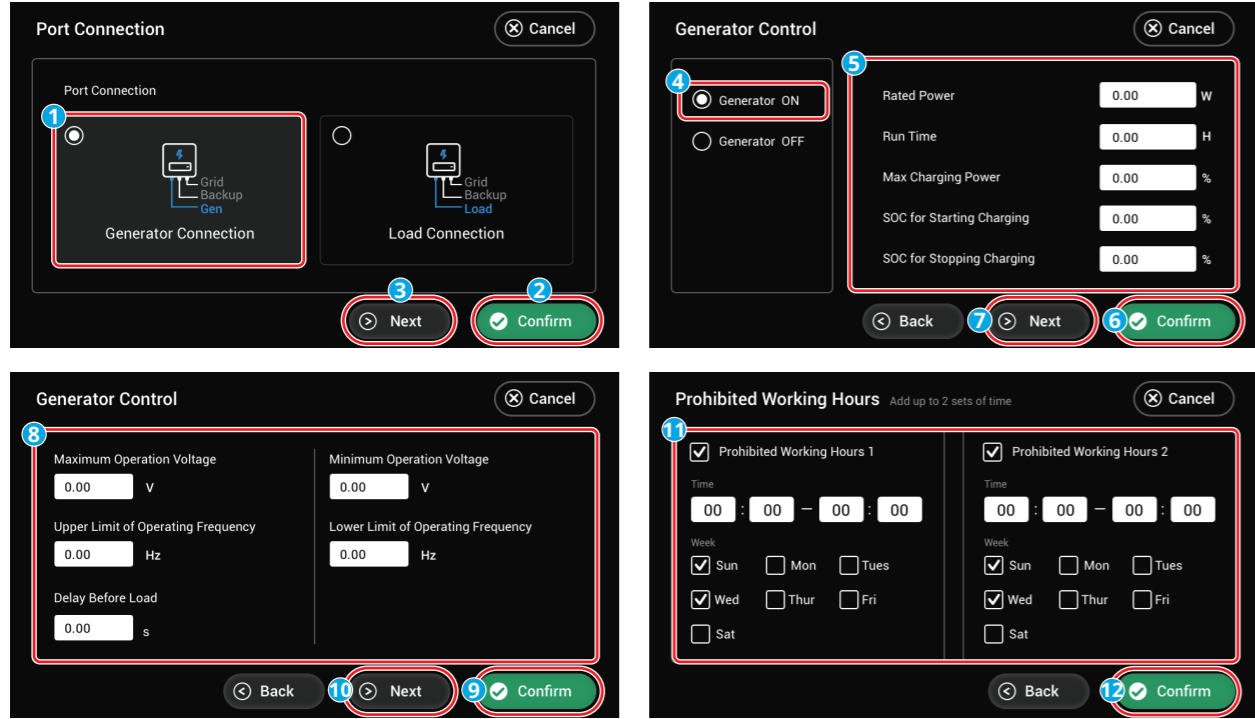 Port Connection
Cancel
Port Connection
1
Grid
Backup
Gen
Generator Connection
Grid
Backup
Load
Load Connection
3
Next
2
Confirm
Generator Control
Cancel
4
Generator ON
Generator OFF
5
Rated Power 0.00 W
Run Time 0.00 H
Max Charging Power 0.00 %
SOC for Starting Charging 0.00 %
SOC for Stopping Charging 0.00 %
Back
7
Next
6
Confirm
Generator Control
Cancel
8
Maximum Operation Voltage
0.00 V
Minimum Operation Voltage
0.00 V
Upper Limit of Operating Frequency
0.00 Hz
Lower Limit of Operating Frequency
0.00 Hz
Delay Before Load
0.00 s
Back
10
Next
9
Confirm
Prohibited Working Hours Add up to 2 sets of time
Cancel
11
Prohibited Working Hours 1
Time
00 : 00 – 00 : 00
Week
Sun Mon Tues
Wed Thur Fri
Sat
Prohibited Working Hours 2
Time
00 : 00 – 00 : 00
Week
Sun Mon Tues
Wed Thur Fri
Sat
Back
12
Confirm